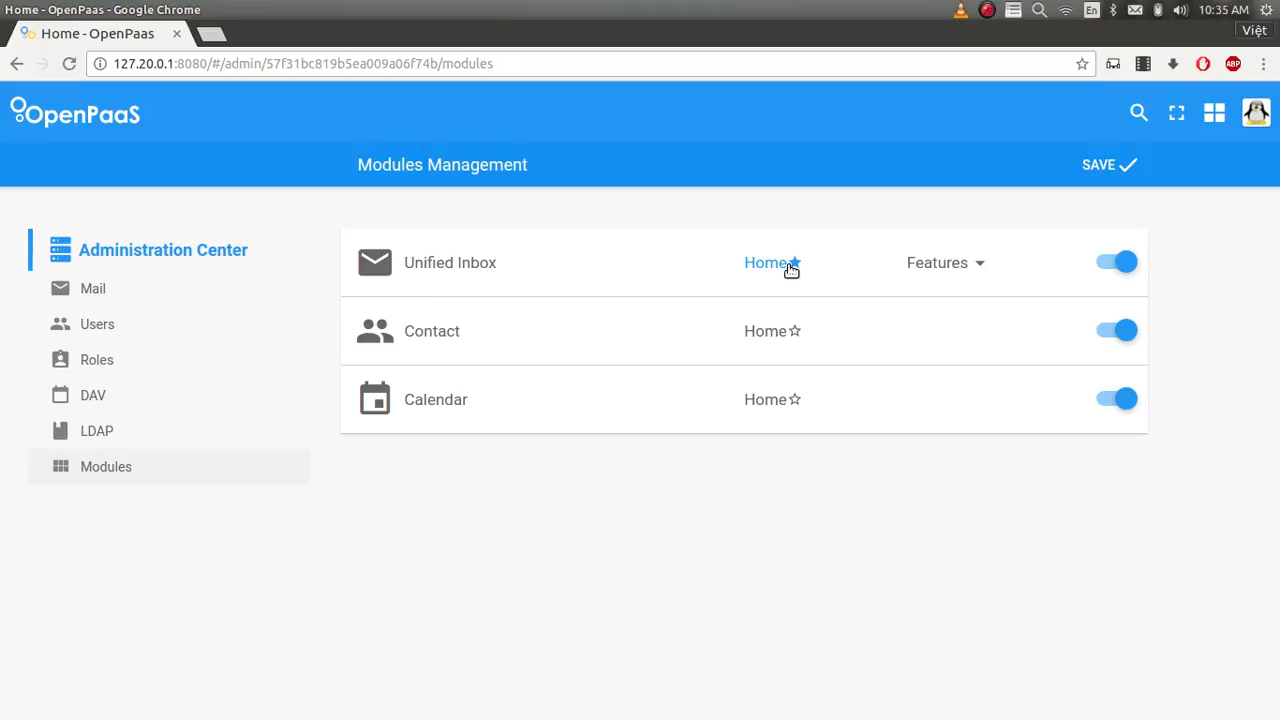 Home - OpenPaas - Google Chrome
En
10:35 AM
Home - OpenPaas
Việt
127.20.0.1:8080/#/admin/57f31bc819b5ea009a06f74b/modules
ABP
OpenPaaS
Modules Management
SAVE
Administration Center
Mail
Users
Roles
DAV
LDAP
Modules
Unified Inbox
Home
Features
Contact
Home
Calendar
Home